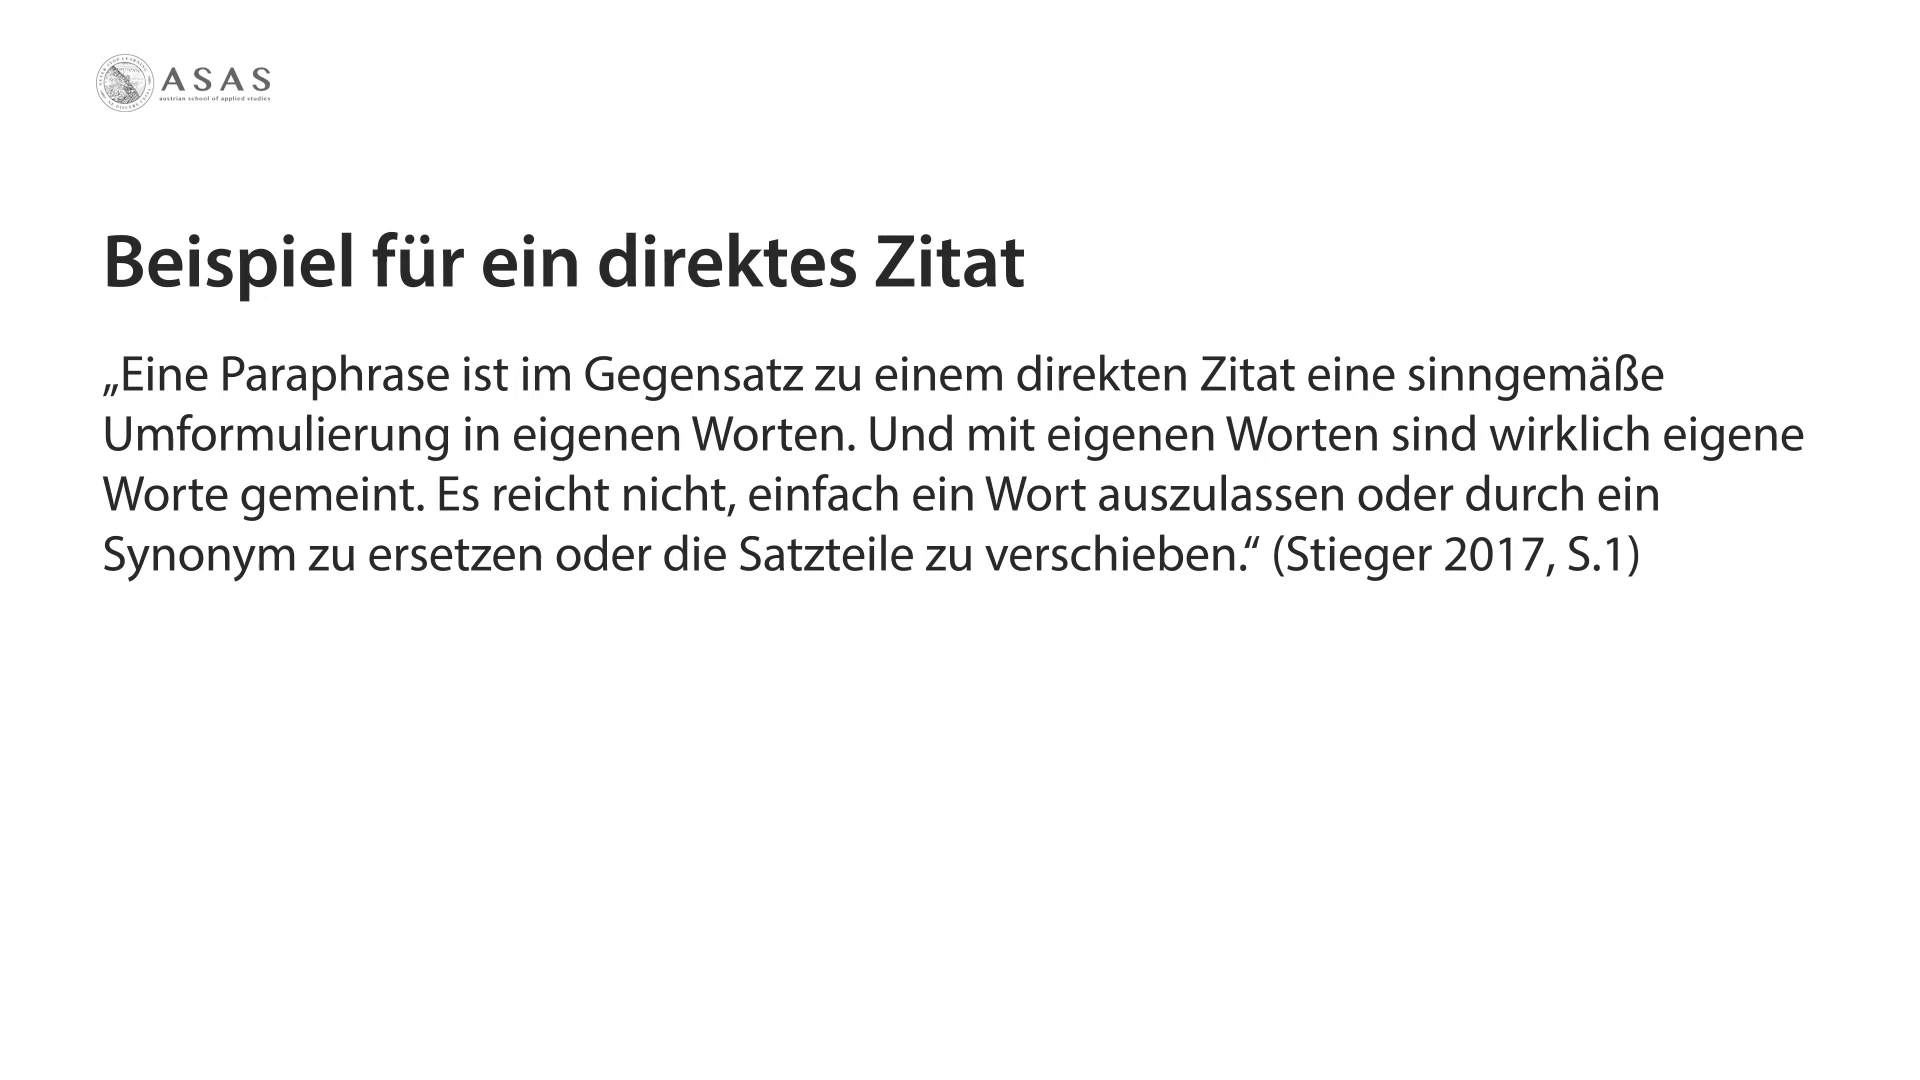 ASAS
austrian school of applied studies
Beispiel für ein direktes Zitat
„Eine Paraphrase ist im Gegensatz zu einem direkten Zitat eine sinngemäße
Umformulierung in eigenen Worten. Und mit eigenen Worten sind wirklich eigene
Worte gemeint. Es reicht nicht, einfach ein Wort auszulassen oder durch ein
Synonym zu ersetzen oder die Satzteile zu verschieben.“ (Stieger 2017, S.1)